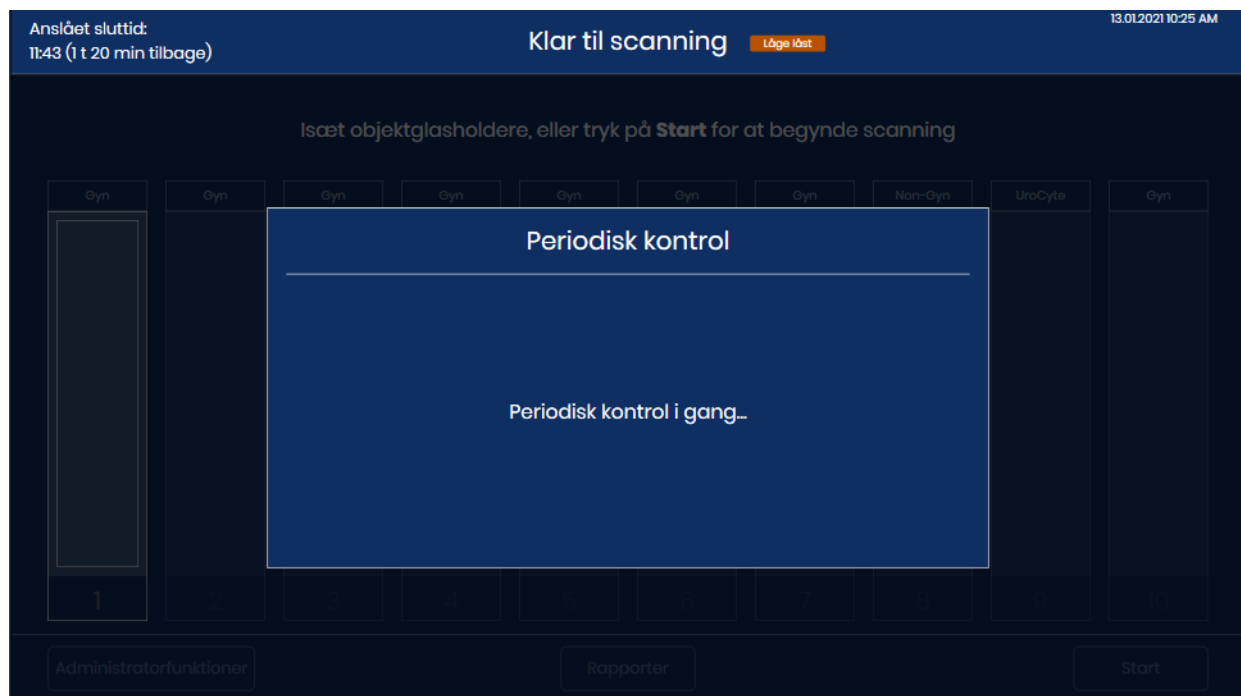 Anslået sluttid:
11:43 (1 t 20 min tilbage)
Klar til scanning
Låge låst
13.01.2021 10:25 AM
Isæt objektglasholdere, eller tryk på Start for at begynde scanning
Gyn Gyn Gyn Gyn Gyn Gyn Gyn Non-Gyn UroCyte Gyn
Periodisk kontrol
Periodisk kontrol i gang...
1 2 3 4 5 6 7 8 9 10
Administratorfunktioner Rapporter Start